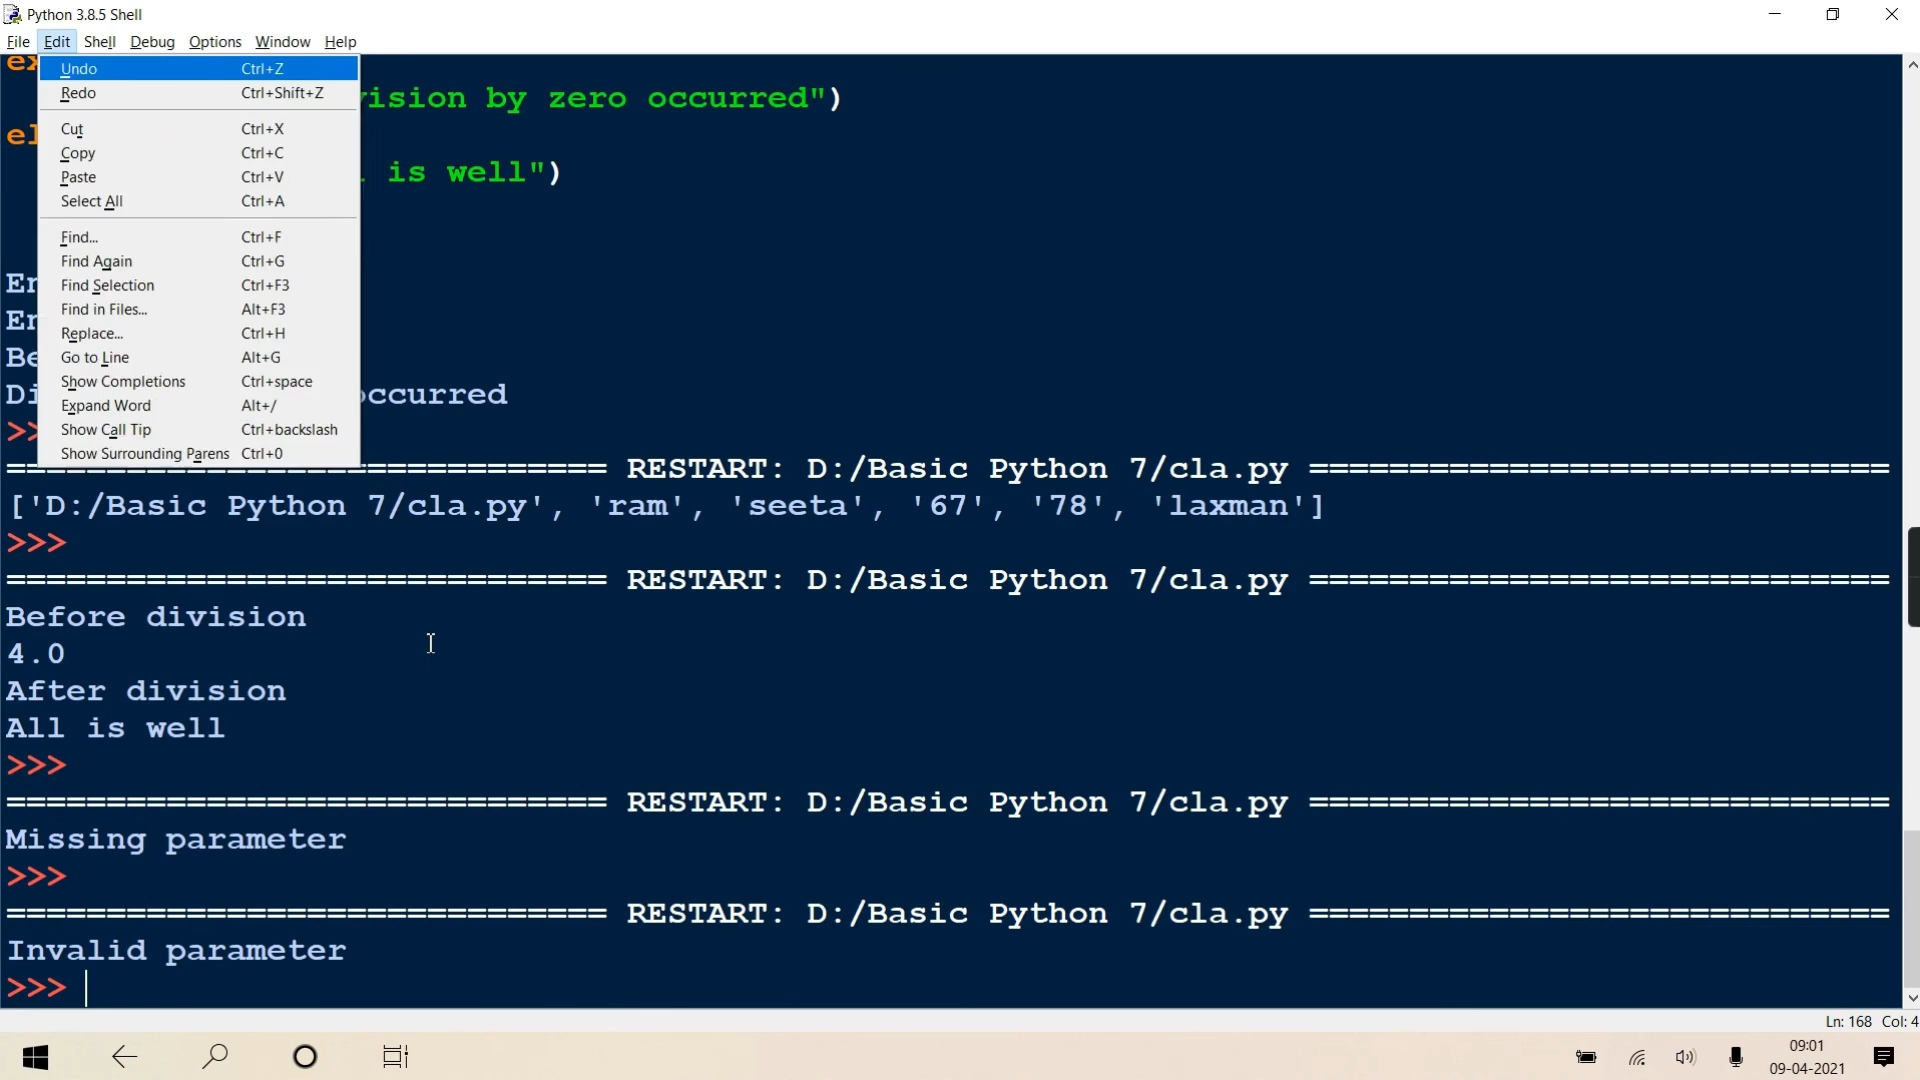 Python 3.8.5 Shell
File Edit Shell Debug Options Window Help
Undo Ctrl+Z
Redo Ctrl+Shift+Z
ision by zero occurred")
Cut Ctrl+X
Copy Ctrl+C
Paste Ctrl+V
is well")
Select All Ctrl+A
Find... Ctrl+F
Find Again Ctrl+G
Find Selection Ctrl+F3
Find in Files... Alt+F3
Replace... Ctrl+H
Go to Line Alt+G
Show Completions Ctrl+space
occurred
Expand Word Alt+/
Show Call Tip Ctrl+backslash
Show Surrounding Parens Ctrl+0
============================== RESTART: D:/Basic Python 7/cla.py =============================
['D:/Basic Python 7/cla.py', 'ram', 'seeta', '67', '78', 'laxman']
>>>
============================== RESTART: D:/Basic Python 7/cla.py =============================
Before division
4.0
After division
All is well
>>>
============================== RESTART: D:/Basic Python 7/cla.py =============================
Missing parameter
>>>
============================== RESTART: D:/Basic Python 7/cla.py =============================
Invalid parameter
>>>
Ln: 168 Col: 4
09:01
09-04-2021